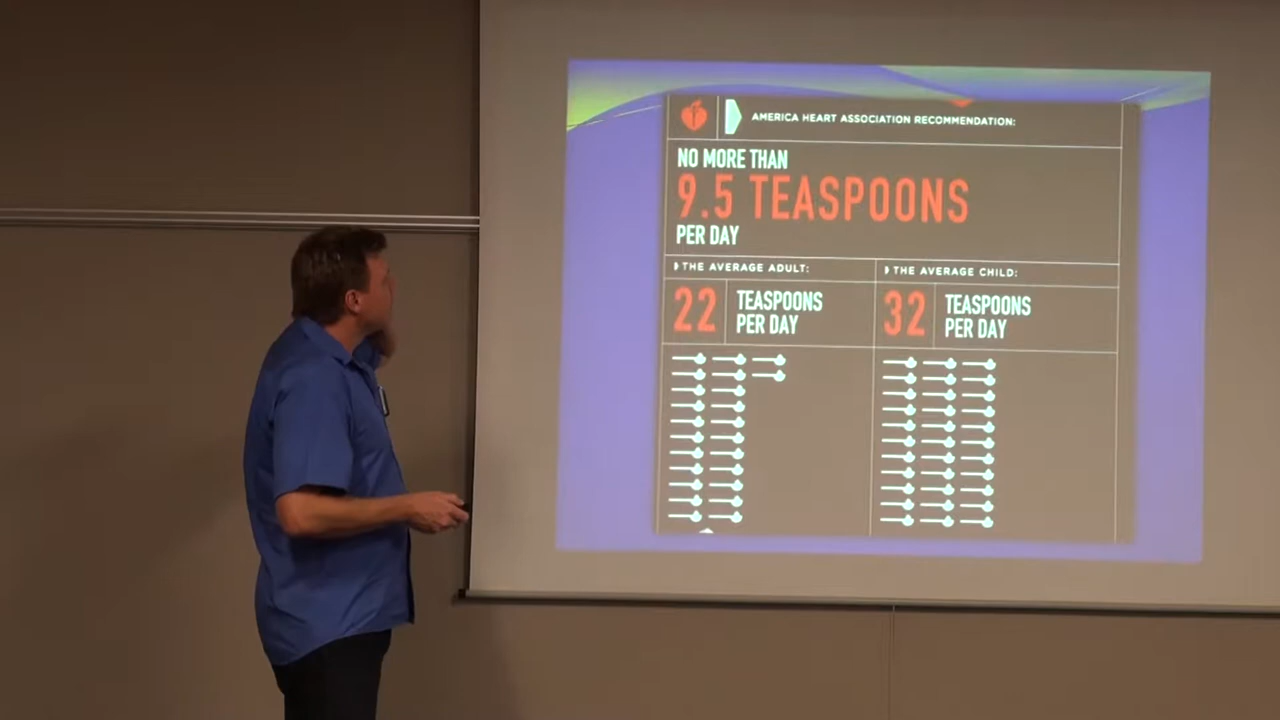 AMERICA HEART ASSOCIATION RECOMMENDATION:
NO MORE THAN
9.5 TEASPOONS
PER DAY
THE AVERAGE ADULT:
22 TEASPOONS
PER DAY
THE AVERAGE CHILD:
32 TEASPOONS
PER DAY